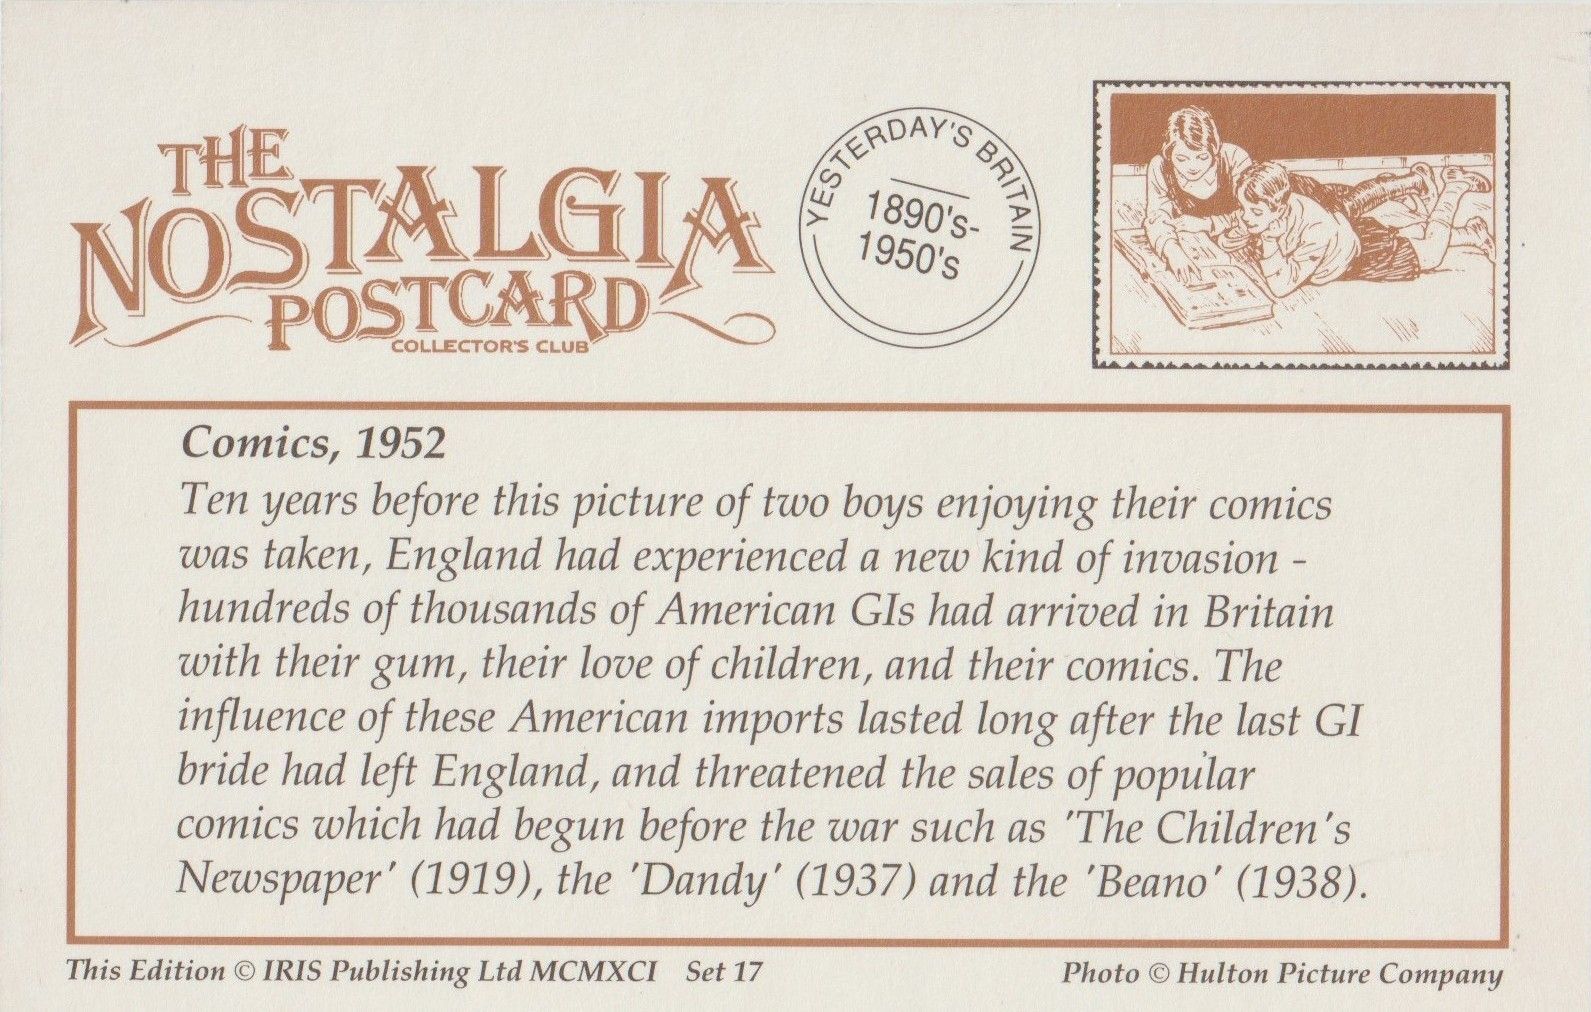 THE
NOSTALGIA
POSTCARD
COLLECTOR'S CLUB
YESTERDAY'S BRITAIN
1890's-
1950's
Comics, 1952
Ten years before this picture of two boys enjoying their comics
was taken, England had experienced a new kind of invasion -
hundreds of thousands of American GIs had arrived in Britain
with their gum, their love of children, and their comics. The
influence of these American imports lasted long after the last GI
bride had left England, and threatened the sales of popular
comics which had begun before the war such as 'The Children's
Newspaper' (1919), the 'Dandy' (1937) and the 'Beano' (1938).
This Edition © IRIS Publishing Ltd MCMXCI Set 17
Photo © Hulton Picture Company